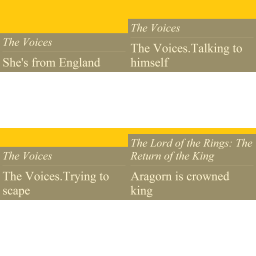 The Voices
She's from England
The Voices
The Voices.Talking to
himself
The Voices
The Voices.Trying to
scape
The Lord of the Rings: The
Return of the King
Aragorn is crowned
king